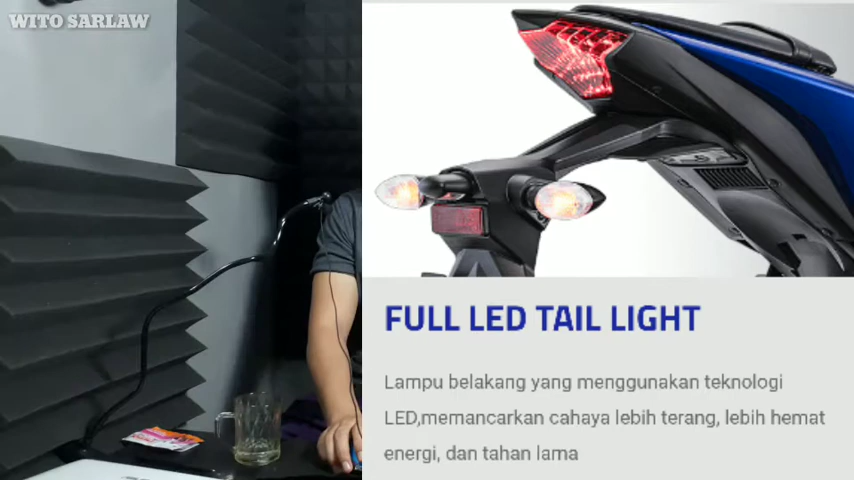 WITO SARLAW
FULL LED TAIL LIGHT
Lampu belakang yang menggunakan teknologi
LED,memancarkan cahaya lebih terang, lebih hemat
energi, dan tahan lama